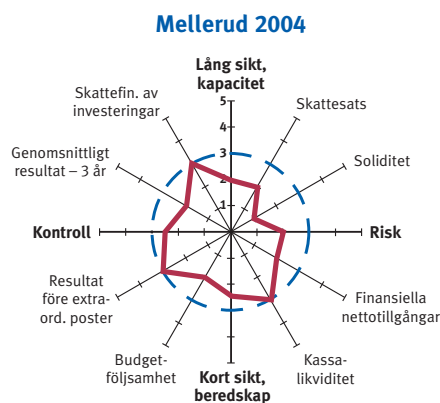 Mellerud 2004
Lång sikt,
kapacitet
Skattefin. av
investeringar
Skattesats
Genomsnittligt
resultat – 3 år
Soliditet
5
4
3
2
1
Kontroll
Risk
Resultat
före extra-
ord. poster
Finansiella
nettotillgångar
Budget-
följsamhet
Kassa-
likviditet
Kort sikt,
beredskap